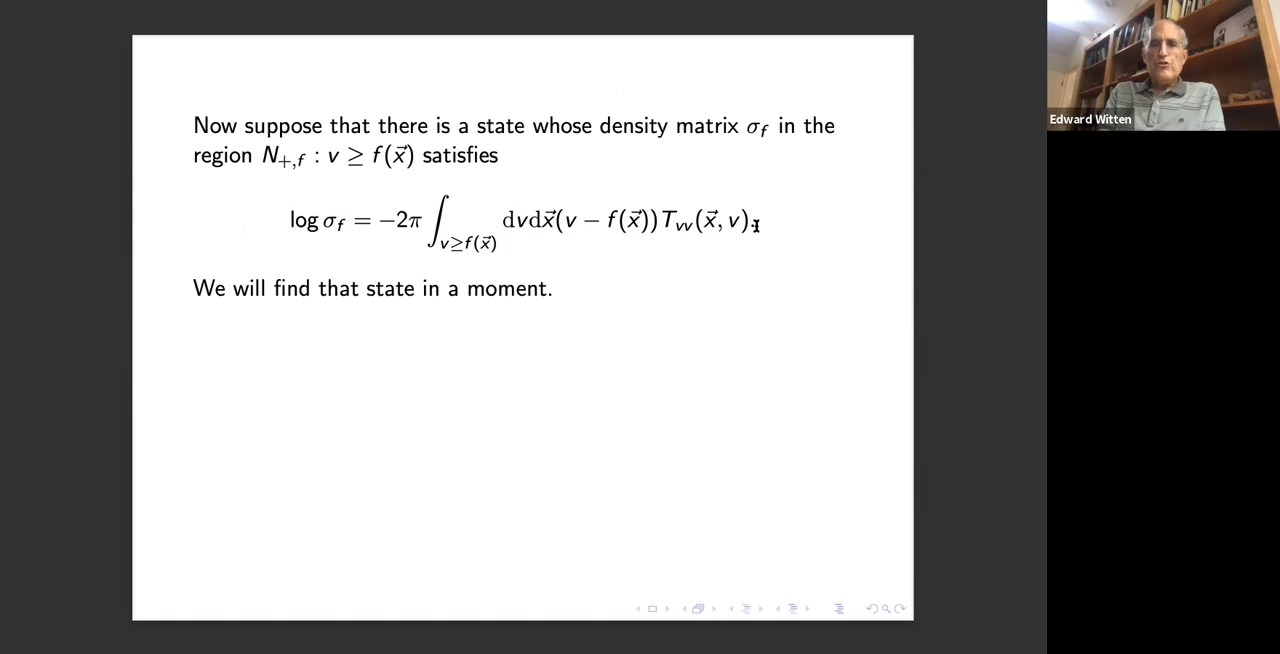 Now suppose that there is a state whose density matrix σ_f in the
region N_{+,f} : v ≥ f(x⃗) satisfies
log σ_f = −2π ∫_{v≥f(x⃗)} dvdx⃗(v − f(x⃗))T_{vv}(x⃗, v).
We will find that state in a moment.
Edward Witten